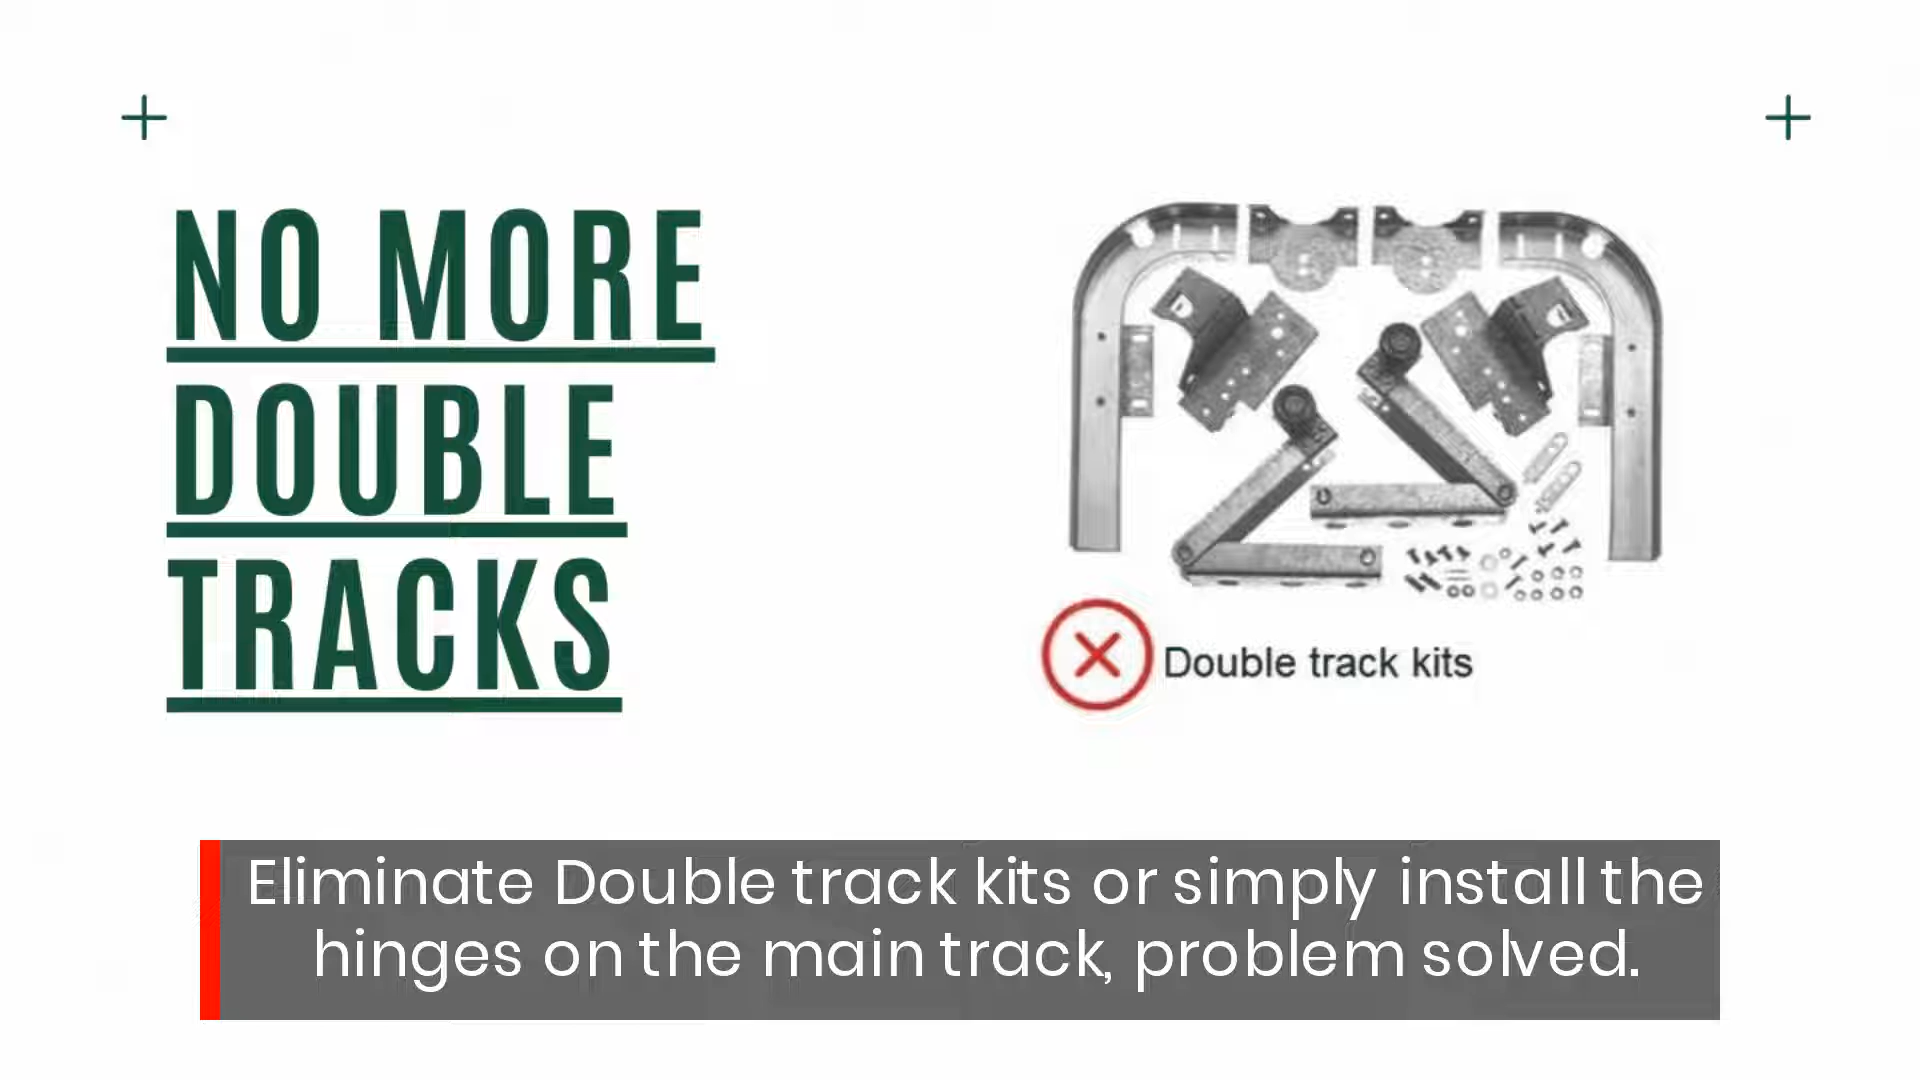 NO MORE
DOUBLE
TRACKS
Double track kits
Eliminate Double track kits or simply install the
hinges on the main track, problem solved.